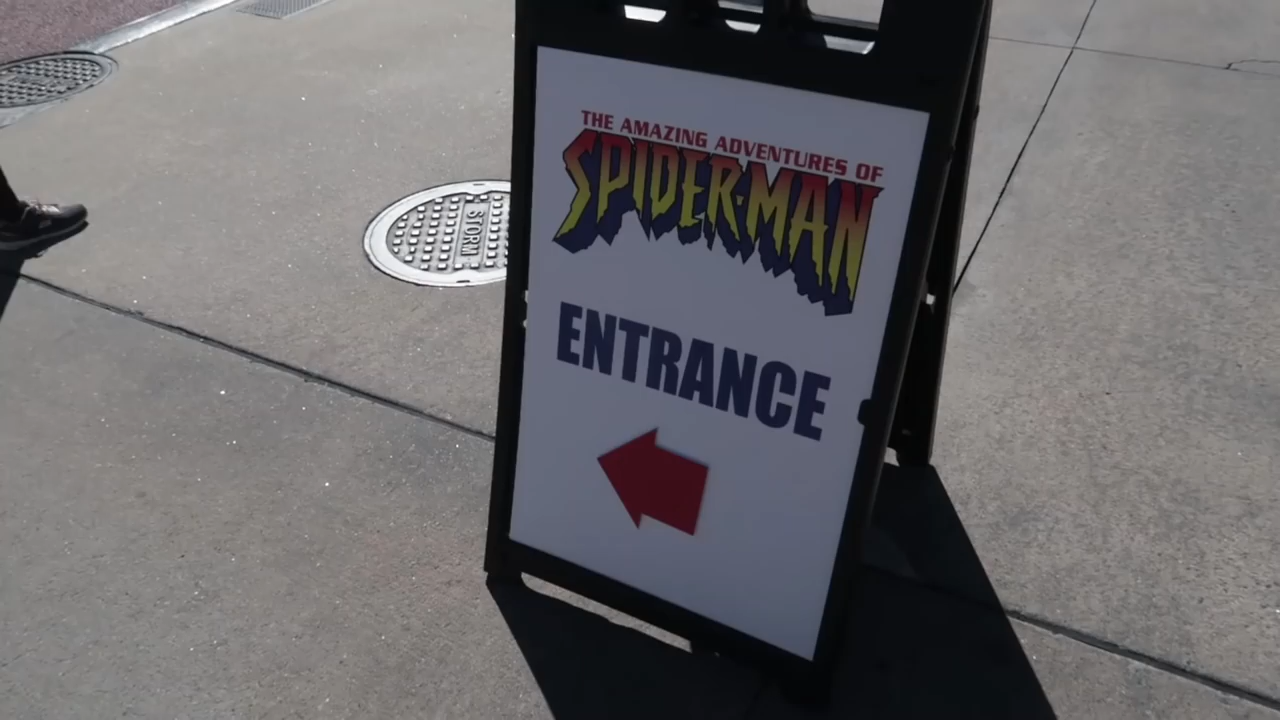 THE AMAZING ADVENTURES OF
SPIDER-MAN
ENTRANCE
STORM